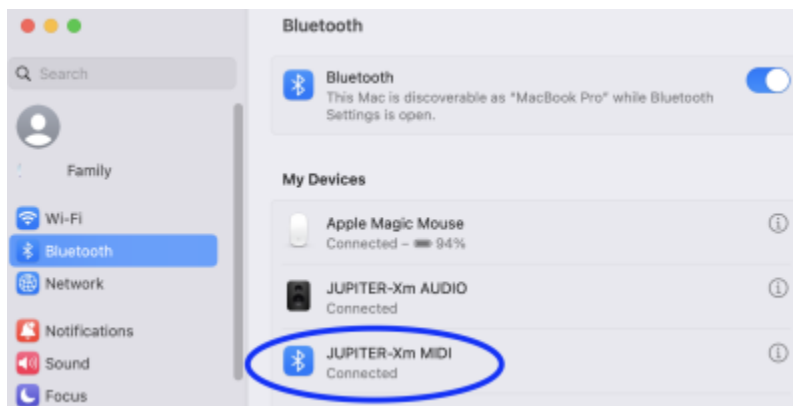 Bluetooth
Search
Bluetooth
This Mac is discoverable as "MacBook Pro" while Bluetooth
Settings is open.
Family
My Devices
Wi-Fi
Apple Magic Mouse
Connected – 94%
Bluetooth
Network
JUPITER-Xm AUDIO
Connected
Notifications
Sound
JUPITER-Xm MIDI
Connected
Focus